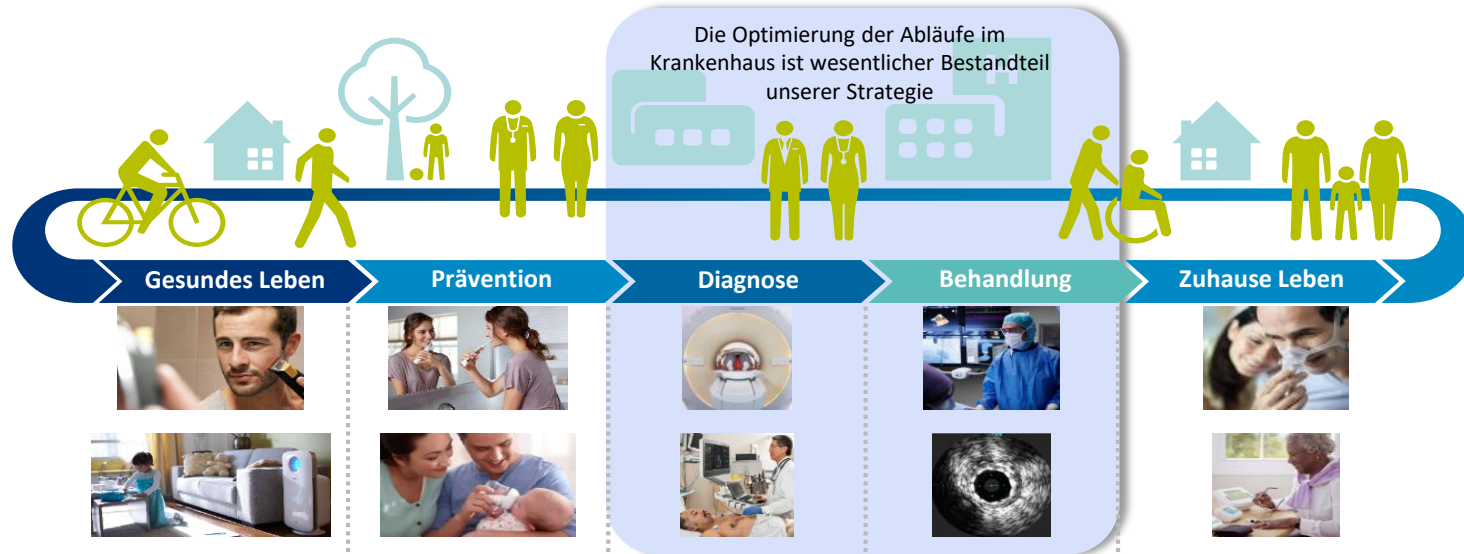 Die Optimierung der Abläufe im
Krankenhaus ist wesentlicher Bestandteil
unserer Strategie
H
Gesundes Leben
Prävention
Diagnose
Behandlung
Zuhause Leben